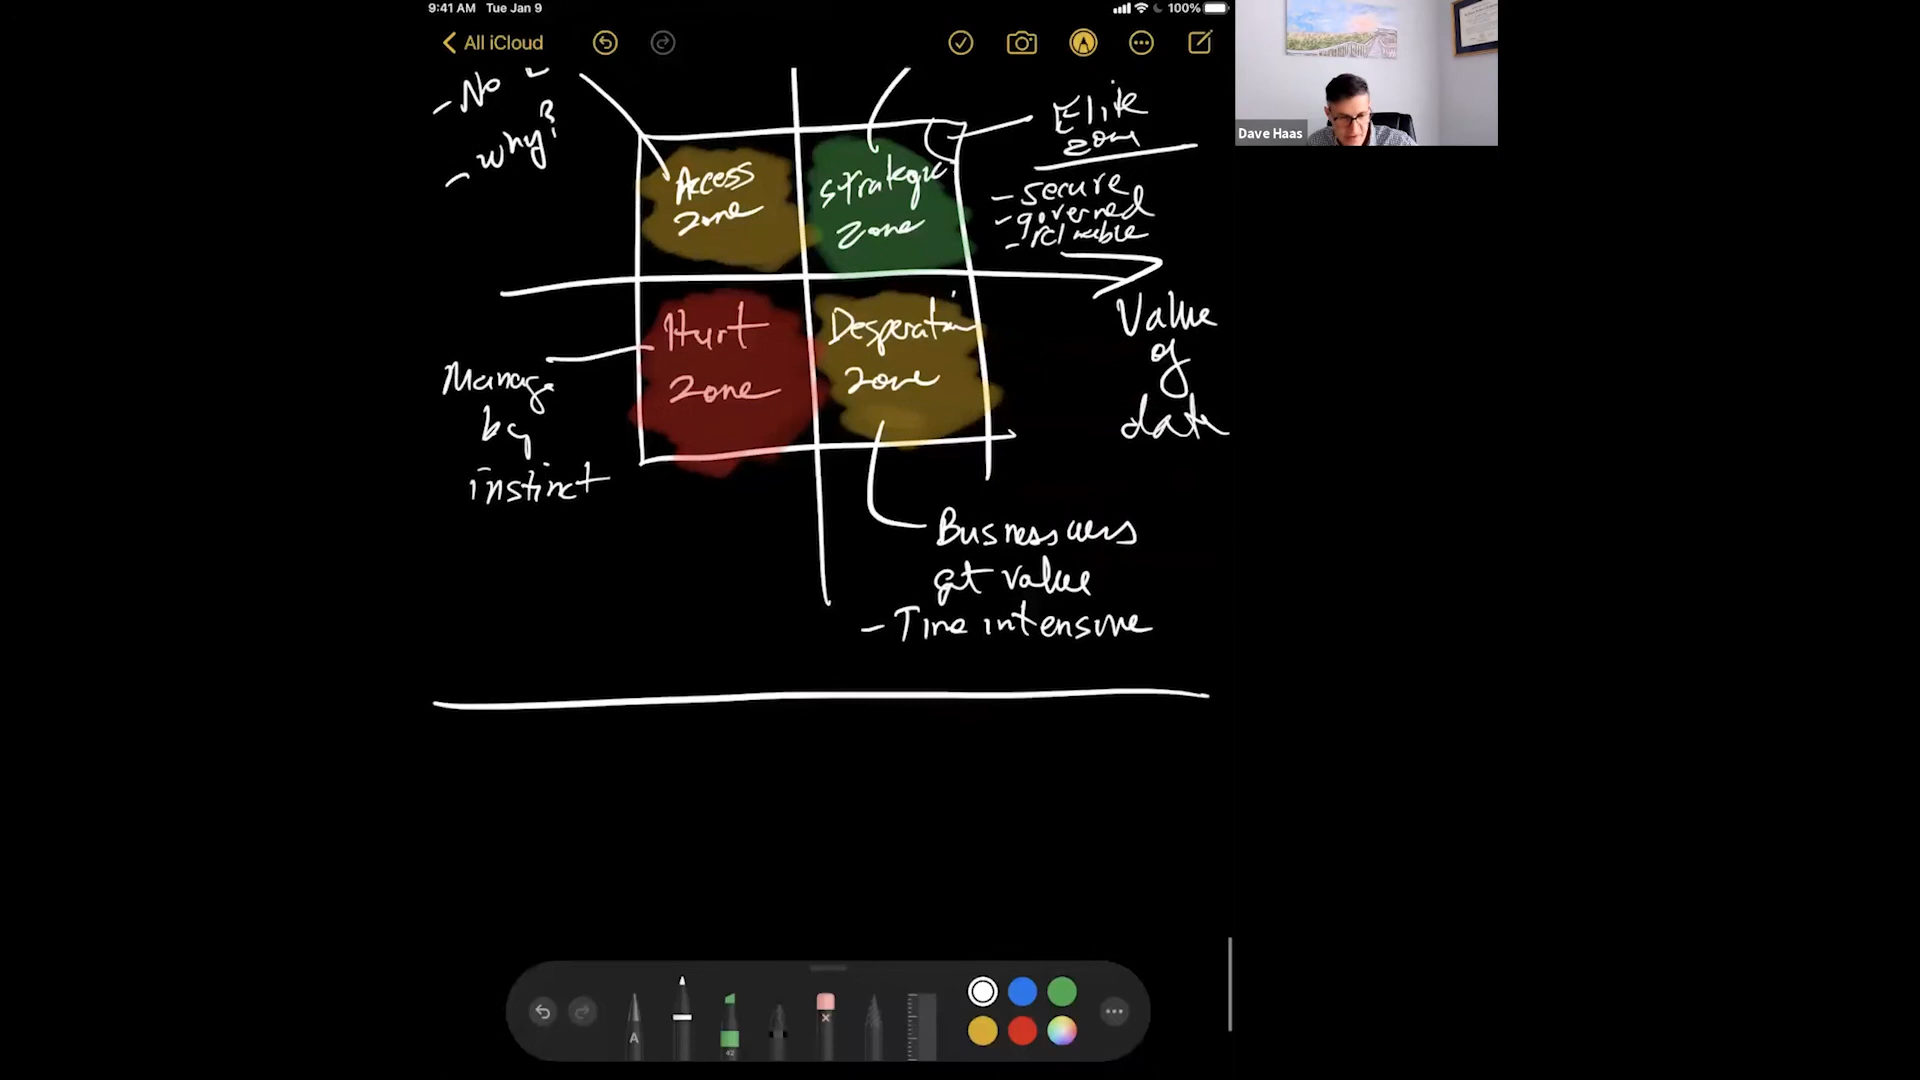 9:41 AM Tue Jan 9
100%
All iCloud
Dave Haas
- No
- why?
Elite
zone
- secure
- governed
Access
zone
strategic
zone
Value
of
data
Hurt
zone
Desperation
zone
Manage
by
instinct
Business users
get value
- Time intensive
A
42